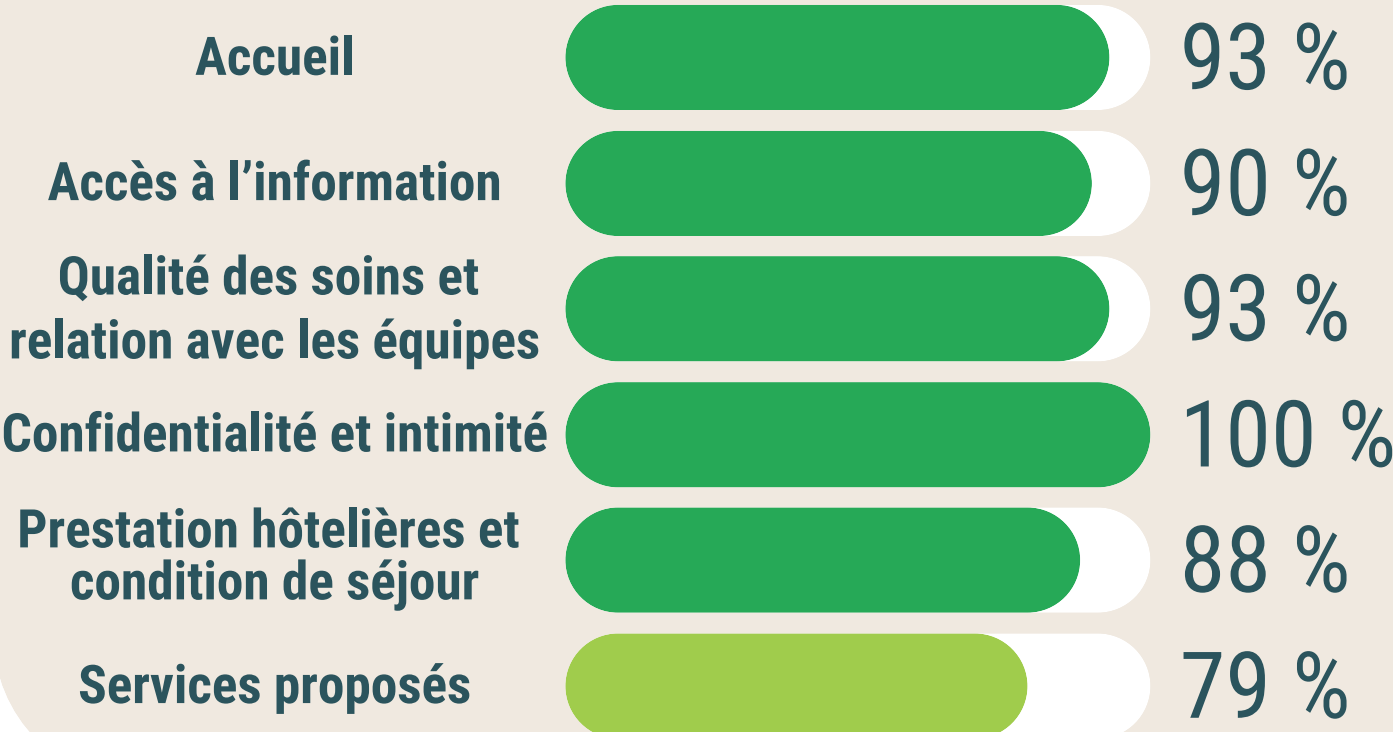 Accueil
93 %
Accès à l’information
90 %
Qualité des soins et
relation avec les équipes
93 %
Confidentialité et intimité
100 %
Prestation hôtelières et
condition de séjour
88 %
Services proposés
79 %